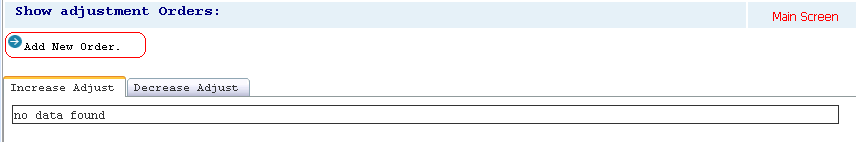 Show adjustment Orders:
Main Screen
Add New Order.
Increase Adjust
Decrease Adjust
no data found